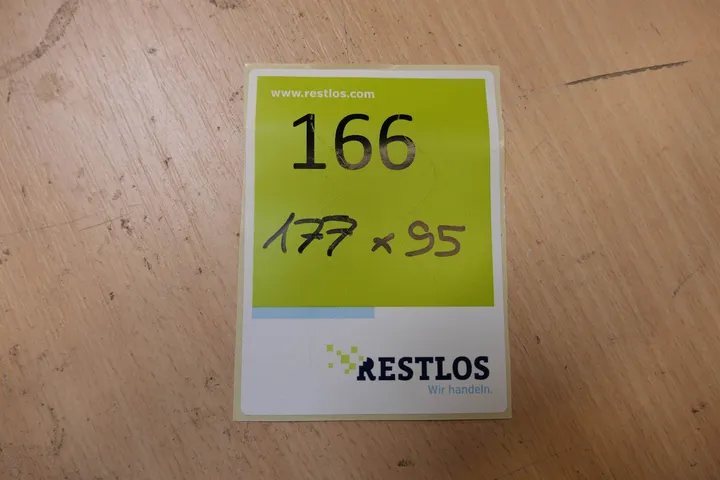 www.restlos.com
166
177 x 95
RESTLOS
Wir handeln.